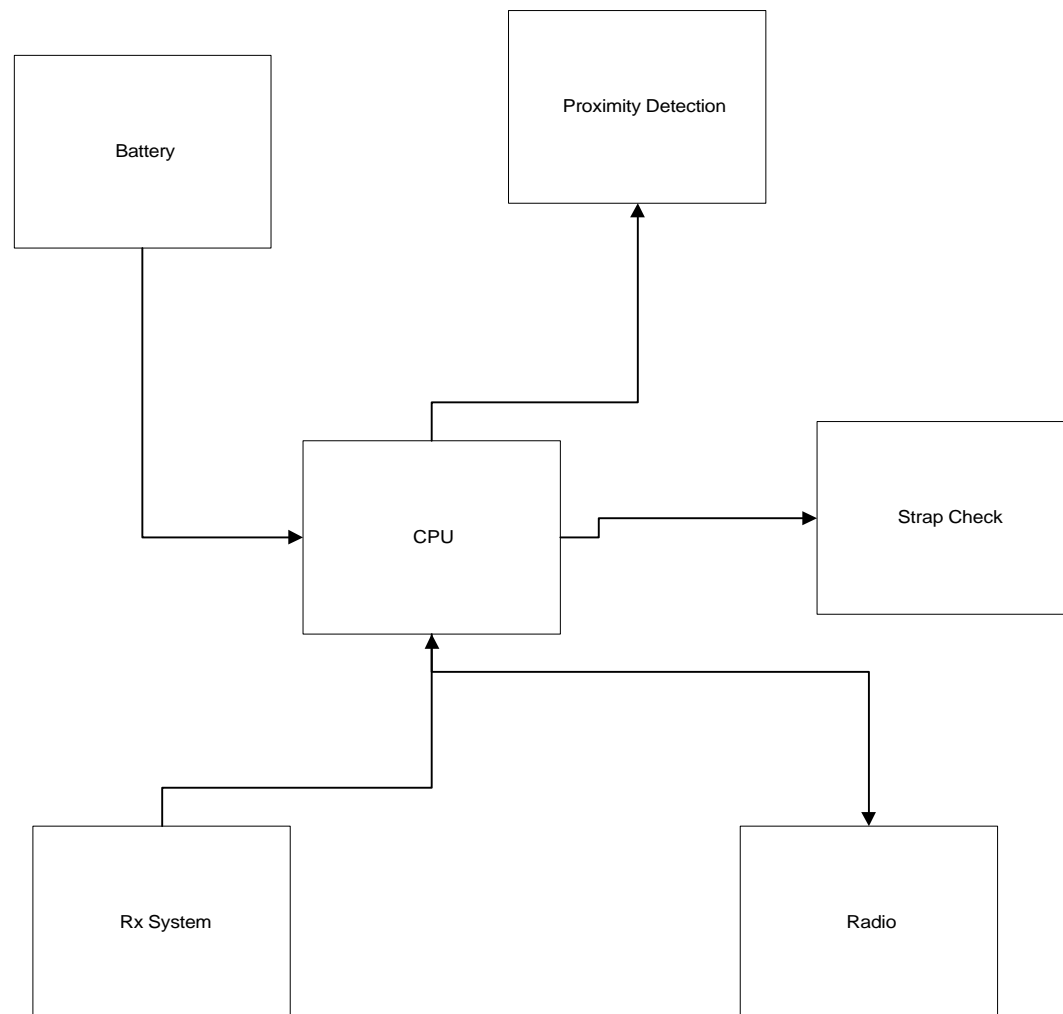 Proximity Detection
Battery
Strap Check
CPU
Rx System
Radio